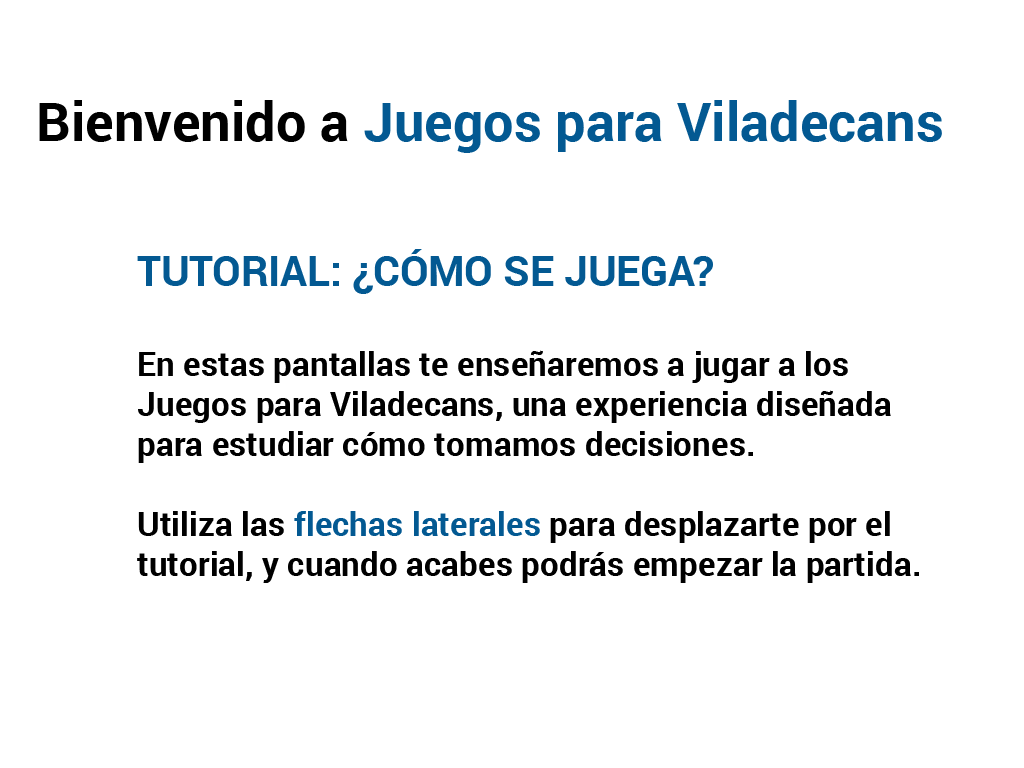 Bienvenido a Juegos para Viladecans
TUTORIAL: ¿CÓMO SE JUEGA?
En estas pantallas te enseñaremos a jugar a los
Juegos para Viladecans, una experiencia diseñada
para estudiar cómo tomamos decisiones.
Utiliza las flechas laterales para desplazarte por el
tutorial, y cuando acabes podrás empezar la partida.